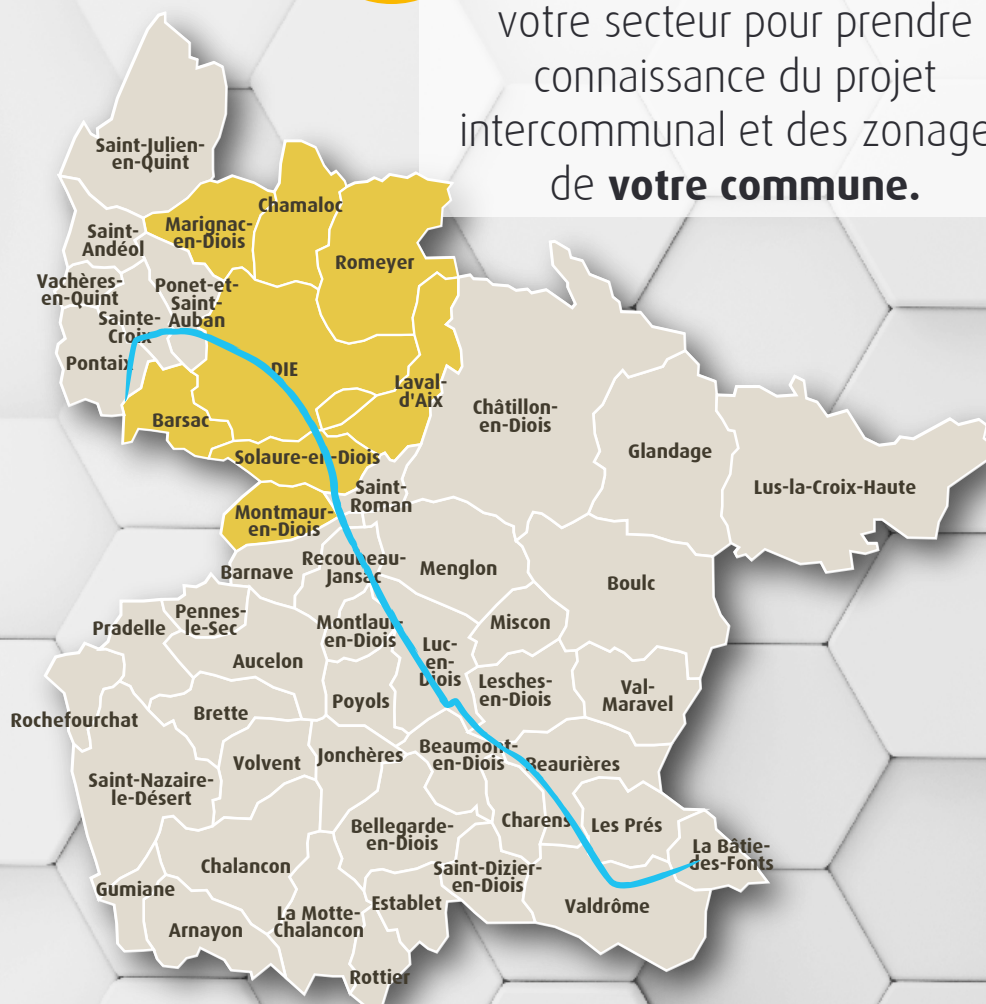 votre secteur pour prendre
connaissance du projet
intercommunal et des zonage
de votre commune.
Saint-Julien-
en-Quint
Chamaloc
Marignac-
en-Diois
Saint-
Andéol
Romeyer
Vachères-
en-Quint
Ponet-et-
Saint-
Auban
Sainte-
Croix
Pontaix
DIE
Laval-
d'Aix
Barsac
Châtillon-
en-Diois
Glandage
Solaure-en-Diois
Lus-la-Croix-Haute
Saint-
Roman
Montmaur-
en-Diois
Recoubeau-
Jansac
Barnave
Menglon
Boulc
Pennes-
le-Sec
Pradelle
Montlaur-
en-Diois
Miscon
Luc-
en-
Diois
Aucelon
Lesches-
en-Diois
Val-
Maravel
Poyols
Brette
Rochefourchat
Beaumont-
en-Diois
Jonchères
Volvent
Beaurières
Saint-Nazaire-
le-Désert
Charens
Les Prés
Bellegarde-
en-Diois
La Bâtie-
des-Fonts
Chalancon
Saint-Dizier-
en-Diois
Gumiane
Establet
Valdrôme
La Motte-
Chalancon
Arnayon
Rottier